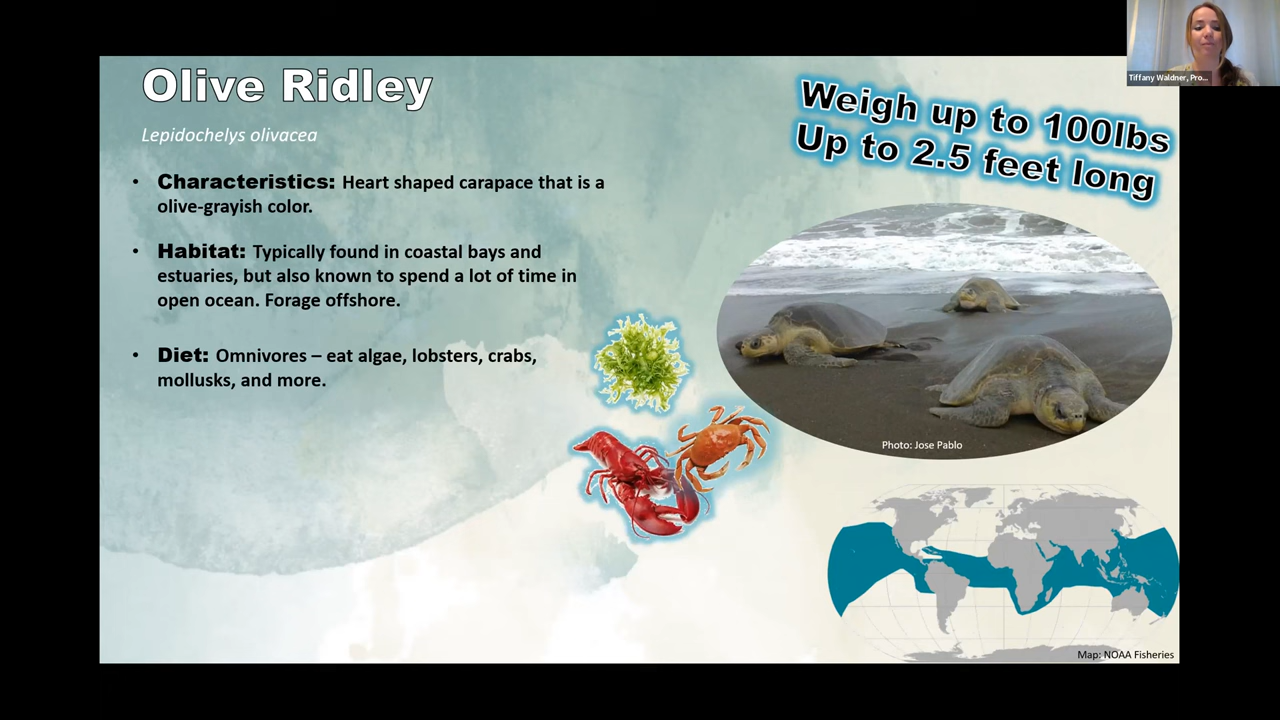 Olive Ridley
Lepidochelys olivacea
• Characteristics: Heart shaped carapace that is a
olive-grayish color.
• Habitat: Typically found in coastal bays and
estuaries, but also known to spend a lot of time in
open ocean. Forage offshore.
• Diet: Omnivores – eat algae, lobsters, crabs,
mollusks, and more.
Weigh up to 100lbs
Up to 2.5 feet long
Photo: Jose Pablo
Map: NOAA Fisheries
Tiffany Waldner, Pro...